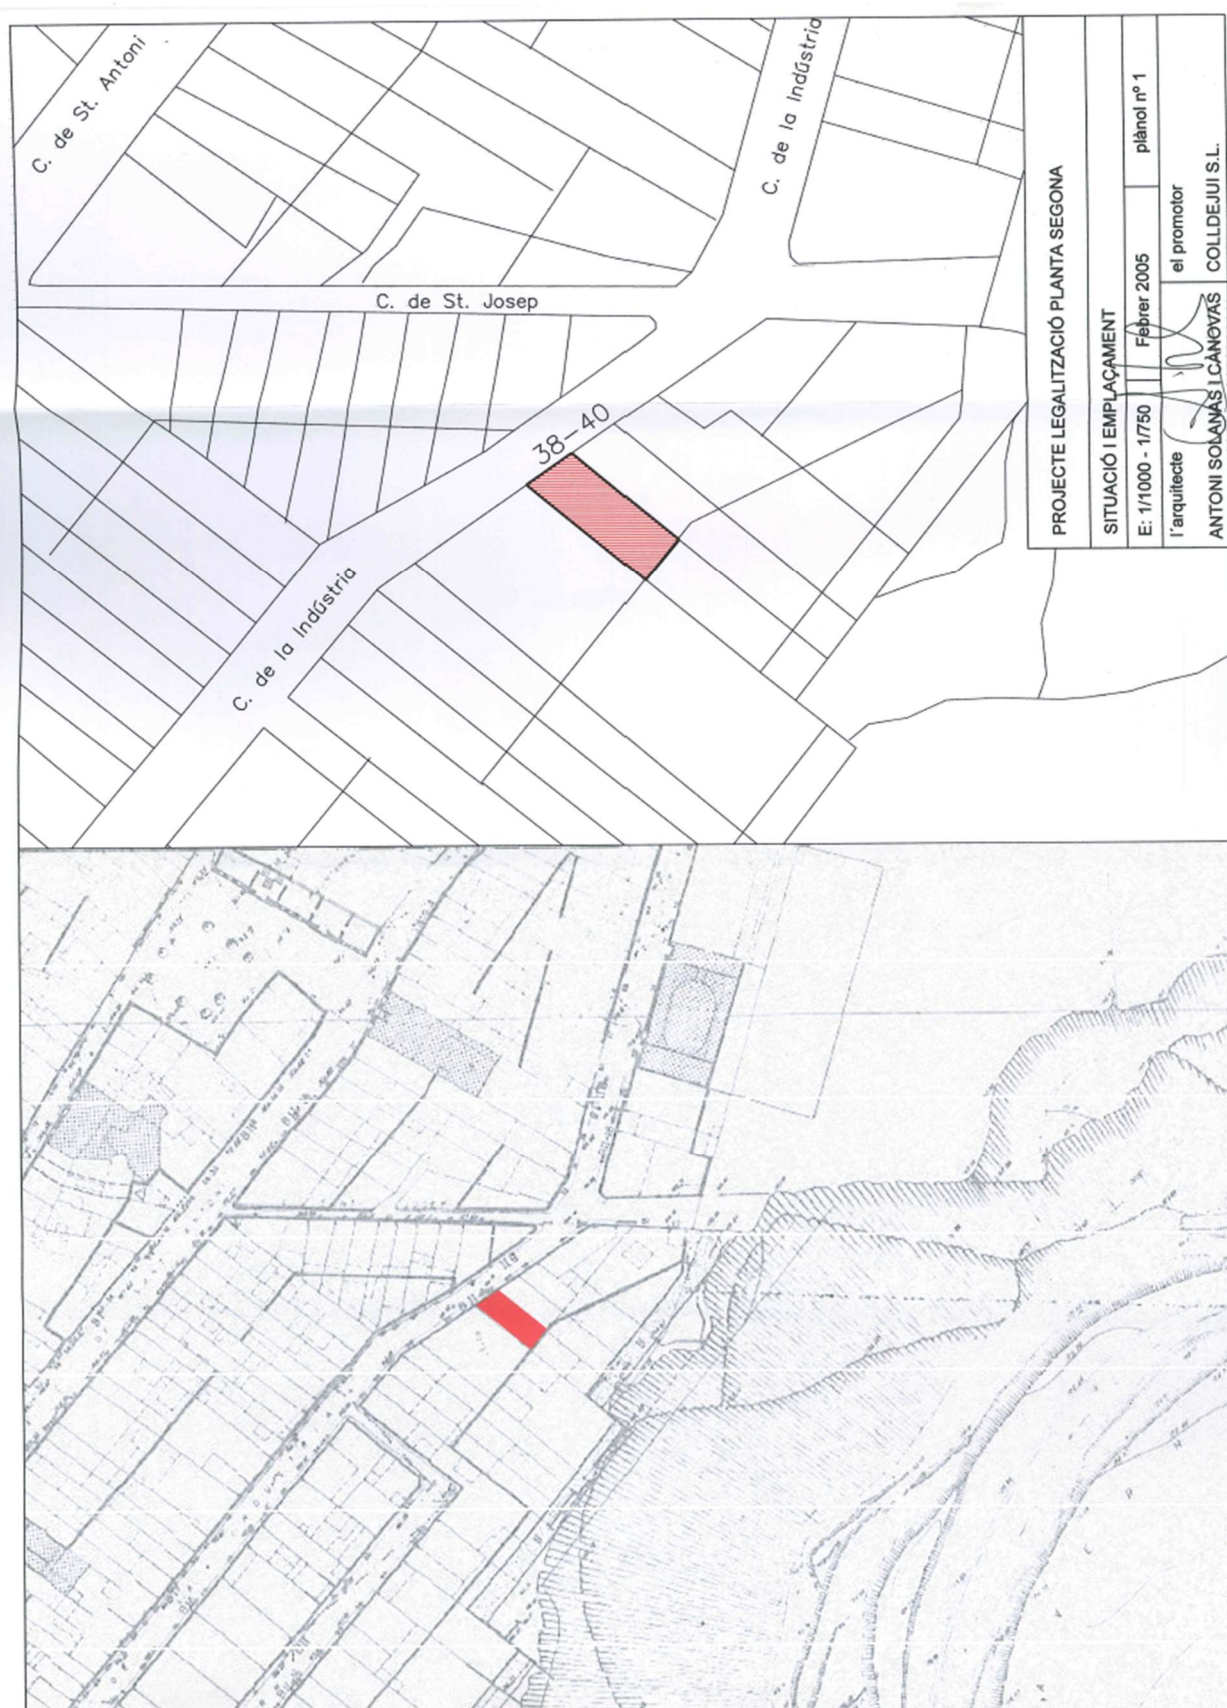 C. de St. Antoni
C. de la Indústria
C. de St. Josep
38-40
C. de la Indústria
PROJECTE LEGALITZACIÓ PLANTA SEGONA
SITUACIÓ I EMPLAÇAMENT
E: 1/1000 - 1/750 Febrer 2005 plànol nº 1
l'arquitecte el promotor
ANTONI SOLANAS I CÀNOVAS COLLDEJUI S.L.